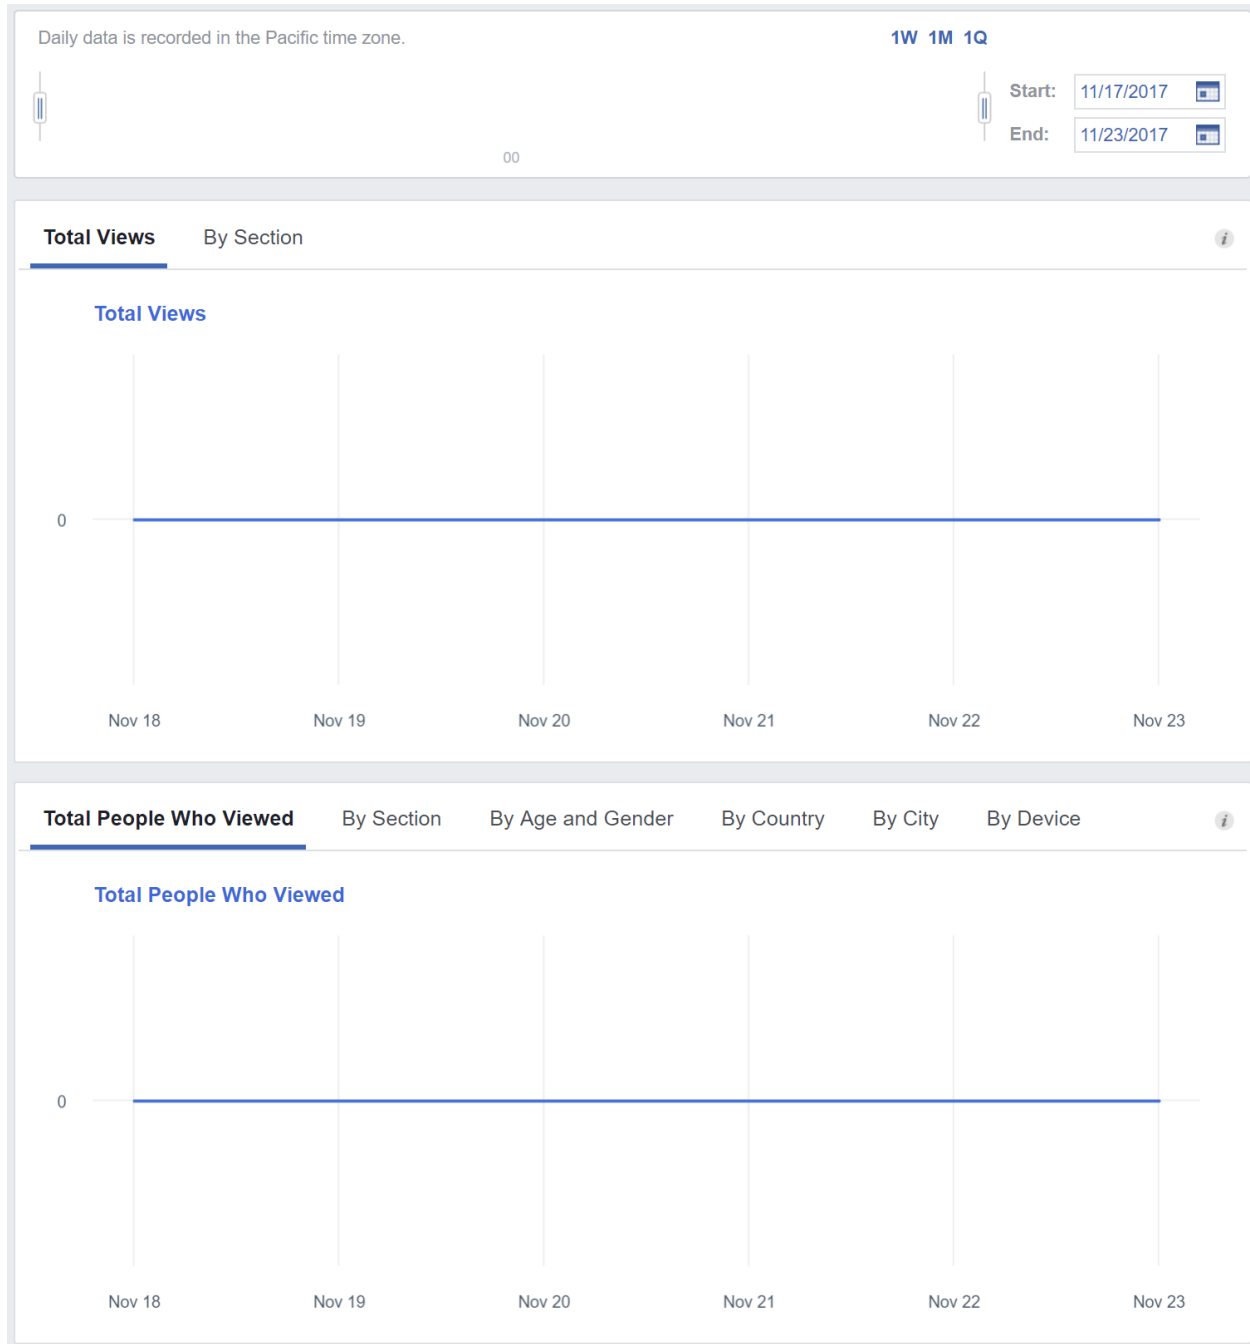 Daily data is recorded in the Pacific time zone. 1W 1M 1Q
Start: 11/17/2017
End: 11/23/2017
00
Total Views By Section
Total Views
0
Nov 18 Nov 19 Nov 20 Nov 21 Nov 22 Nov 23
Total People Who Viewed By Section By Age and Gender By Country By City By Device
Total People Who Viewed
0
Nov 18 Nov 19 Nov 20 Nov 21 Nov 22 Nov 23